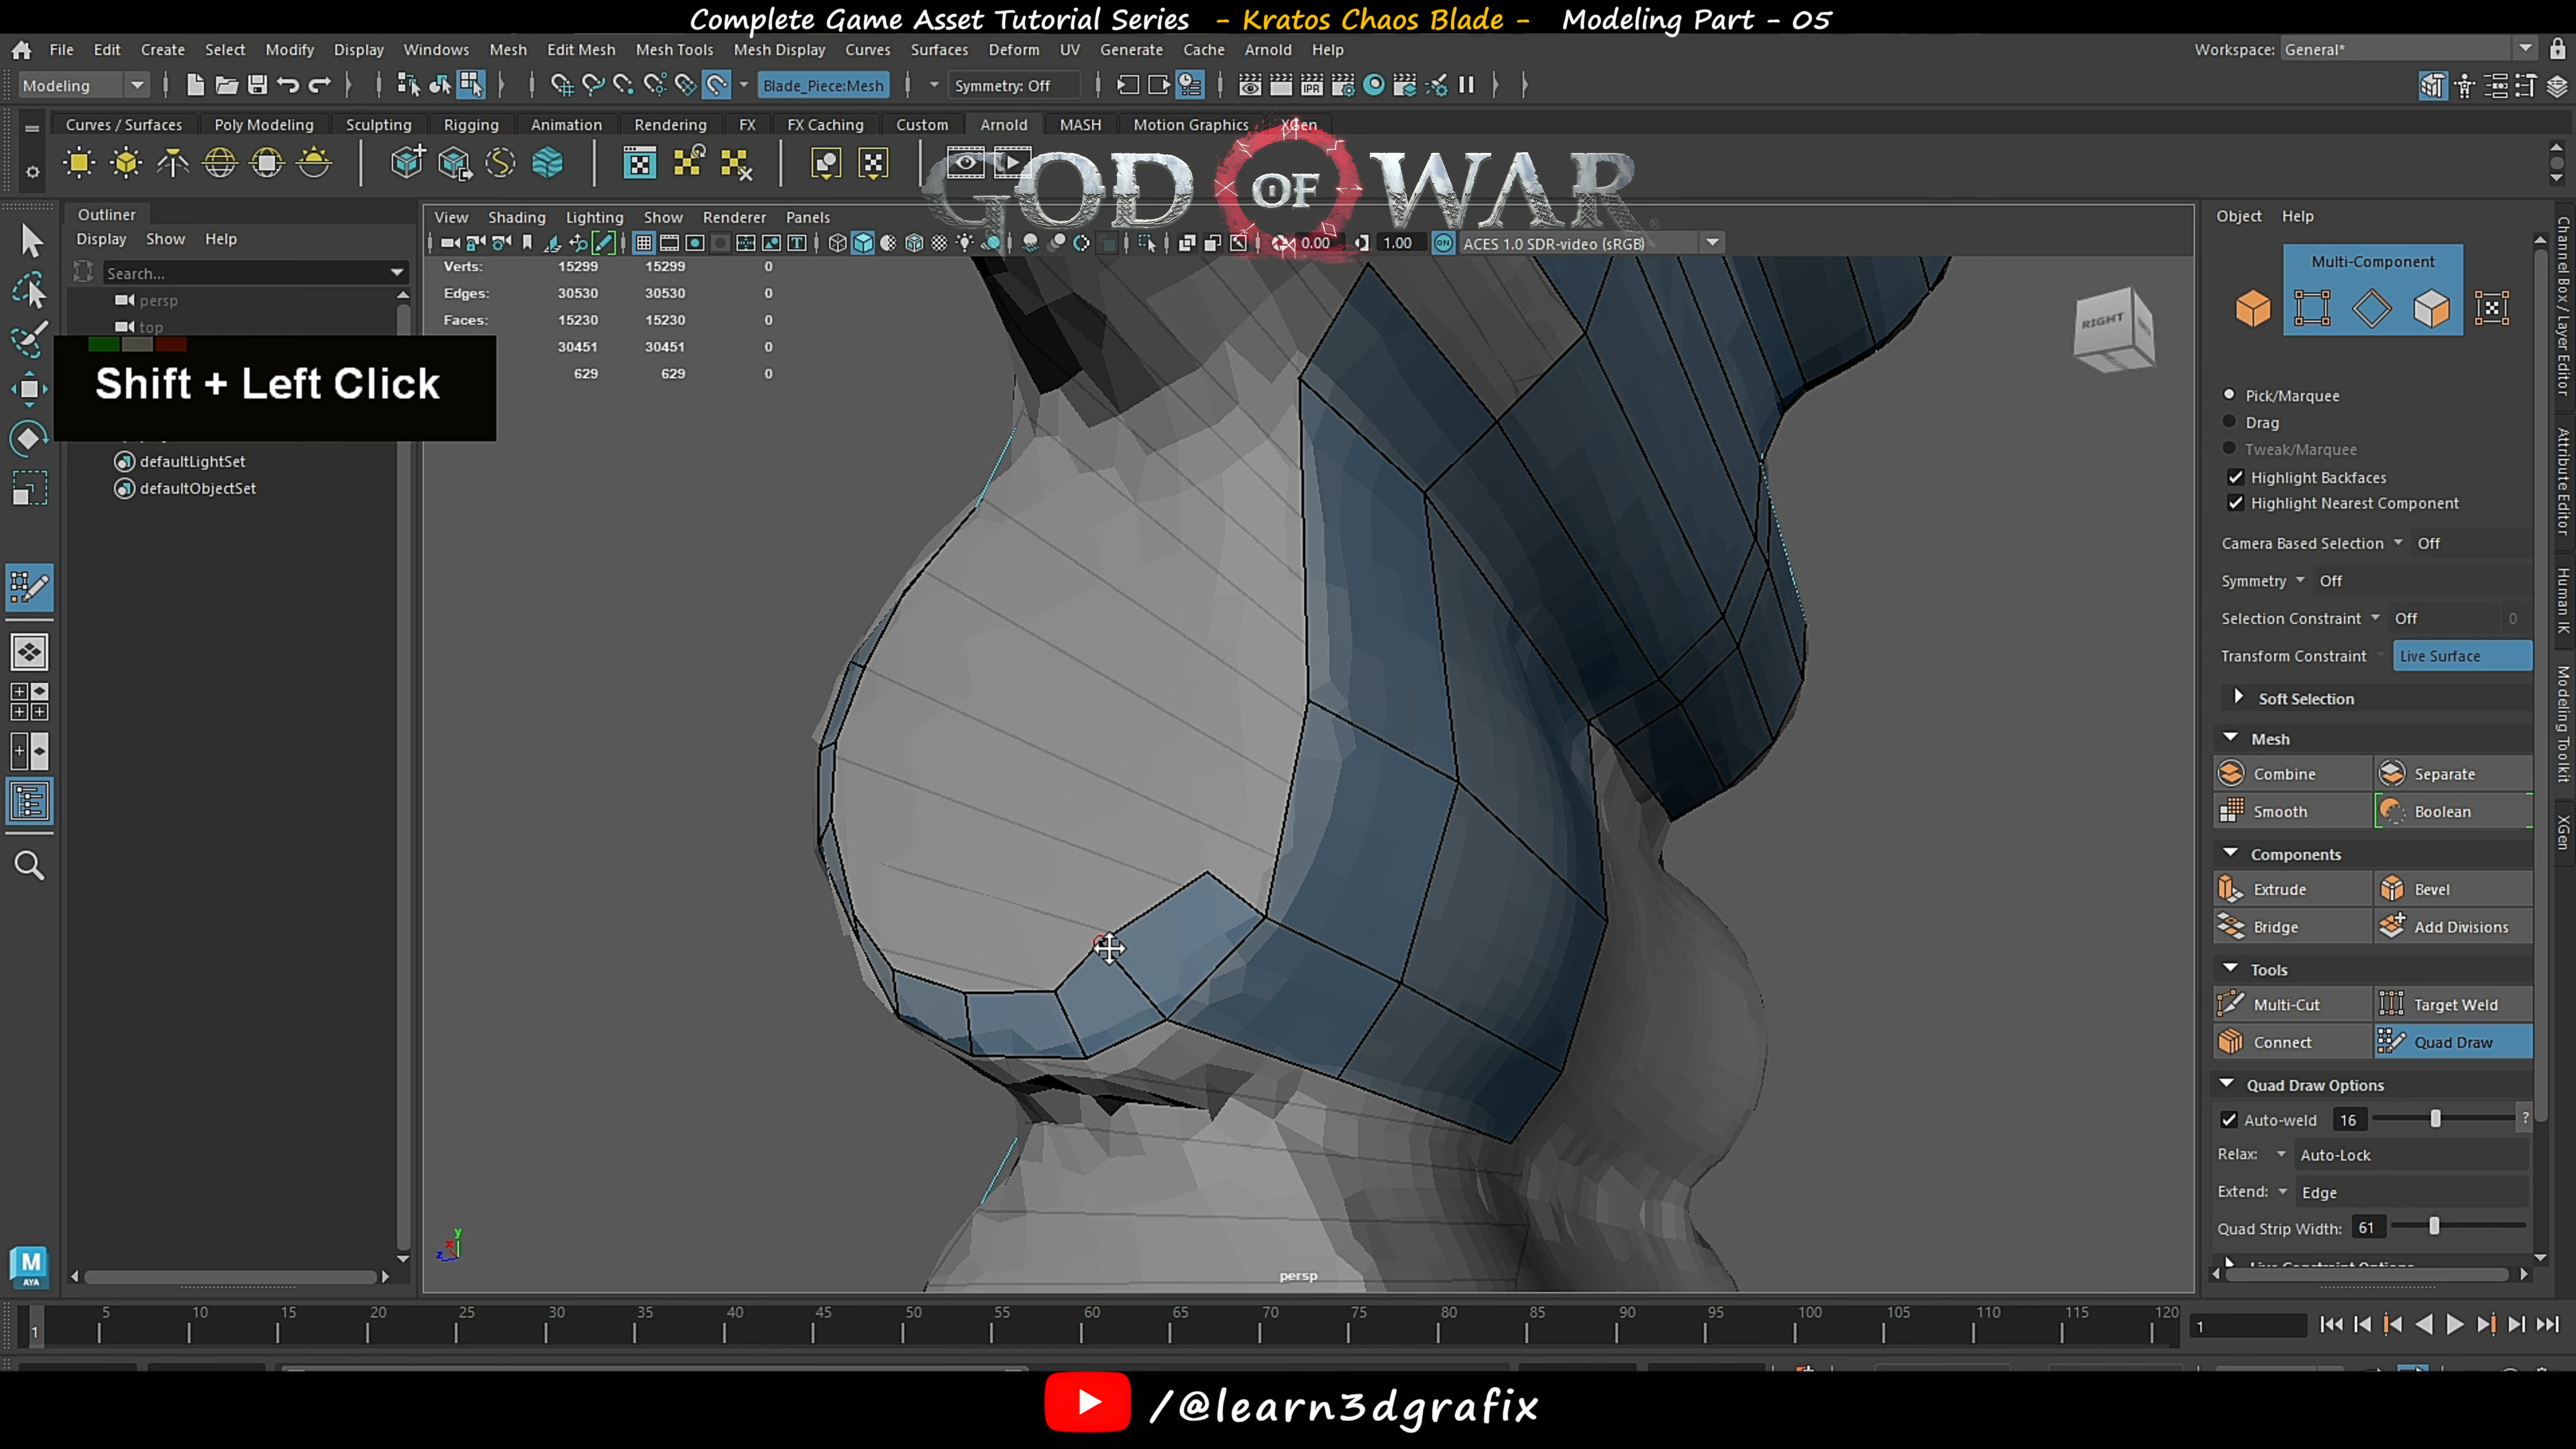 Complete Game Asset Tutorial Series - Kratos Chaos Blade - Modeling Part - 05
File Edit Create Select Modify Display Windows Mesh Edit Mesh Mesh Tools Mesh Display Curves Surfaces Deform UV Generate Cache Arnold Help Workspace: General*
Modeling Blade_Piece:Mesh Symmetry: Off IPR
Curves / Surfaces Poly Modeling Sculpting Rigging Animation Rendering FX FX Caching Custom Arnold MASH Motion Graphics XGen
GOD OF WAR
Outliner
Display Show Help
Search...
persp
top
Shift + Left Click
defaultLightSet
defaultObjectSet
View Shading Lighting Show Renderer Panels
0.00 1.00 ON ACES 1.0 SDR-video (sRGB)
Verts: 15299 15299 0
Edges: 30530 30530 0
Faces: 15230 15230 0
30451 30451 0
629 629 0
RIGHT
y
x
z
persp
Object Help
Multi-Component
Pick/Marquee
Drag
Tweak/Marquee
Highlight Backfaces
Highlight Nearest Component
Camera Based Selection Off
Symmetry Off
Selection Constraint Off 0
Transform Constraint Live Surface
Soft Selection
Mesh
Combine Separate
Smooth Boolean
Components
Extrude Bevel
Bridge Add Divisions
Tools
Multi-Cut Target Weld
Connect Quad Draw
Quad Draw Options
Auto-weld 16 ?
Relax: Auto-Lock
Extend: Edge
Quad Strip Width: 61
Channel Box / Layer Editor
Attribute Editor
Human IK
Modeling Toolkit
XGen
M
AYA
5 10 15 20 25 30 35 40 45 50 55 60 65 70 75 80 85 90 95 100 105 110 115 120
1 1
/@learn3dgrafix